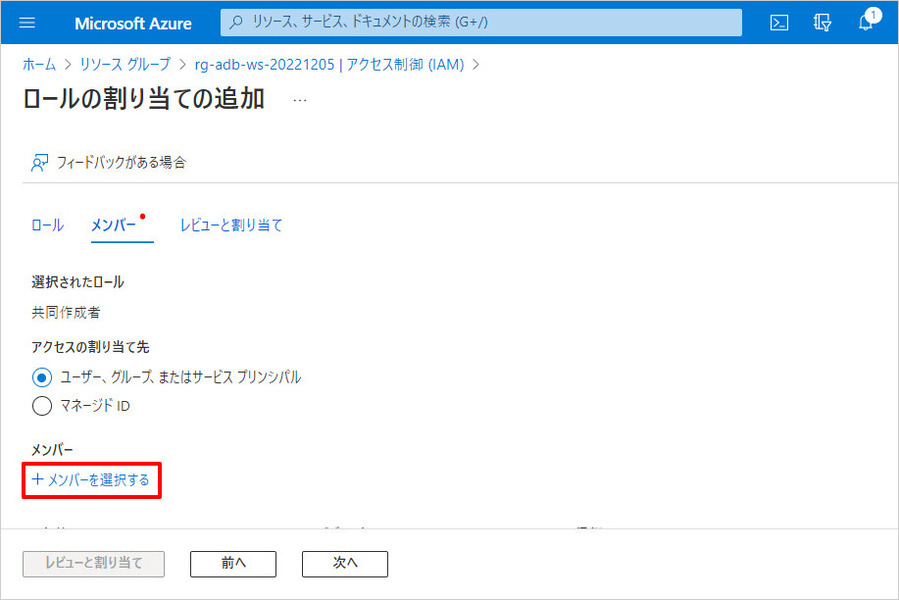 Microsoft Azure
リソース、サービス、ドキュメントの検索 (G+/)
1
ホーム > リソース グループ > rg-adb-ws-20221205 | アクセス制御 (IAM) >
ロールの割り当ての追加 …
フィードバックがある場合
ロール メンバー レビューと割り当て
選択されたロール
共同作成者
アクセスの割り当て先
ユーザー、グループ、またはサービス プリンシパル
マネージド ID
メンバー
+ メンバーを選択する
レビューと割り当て 前へ 次へ